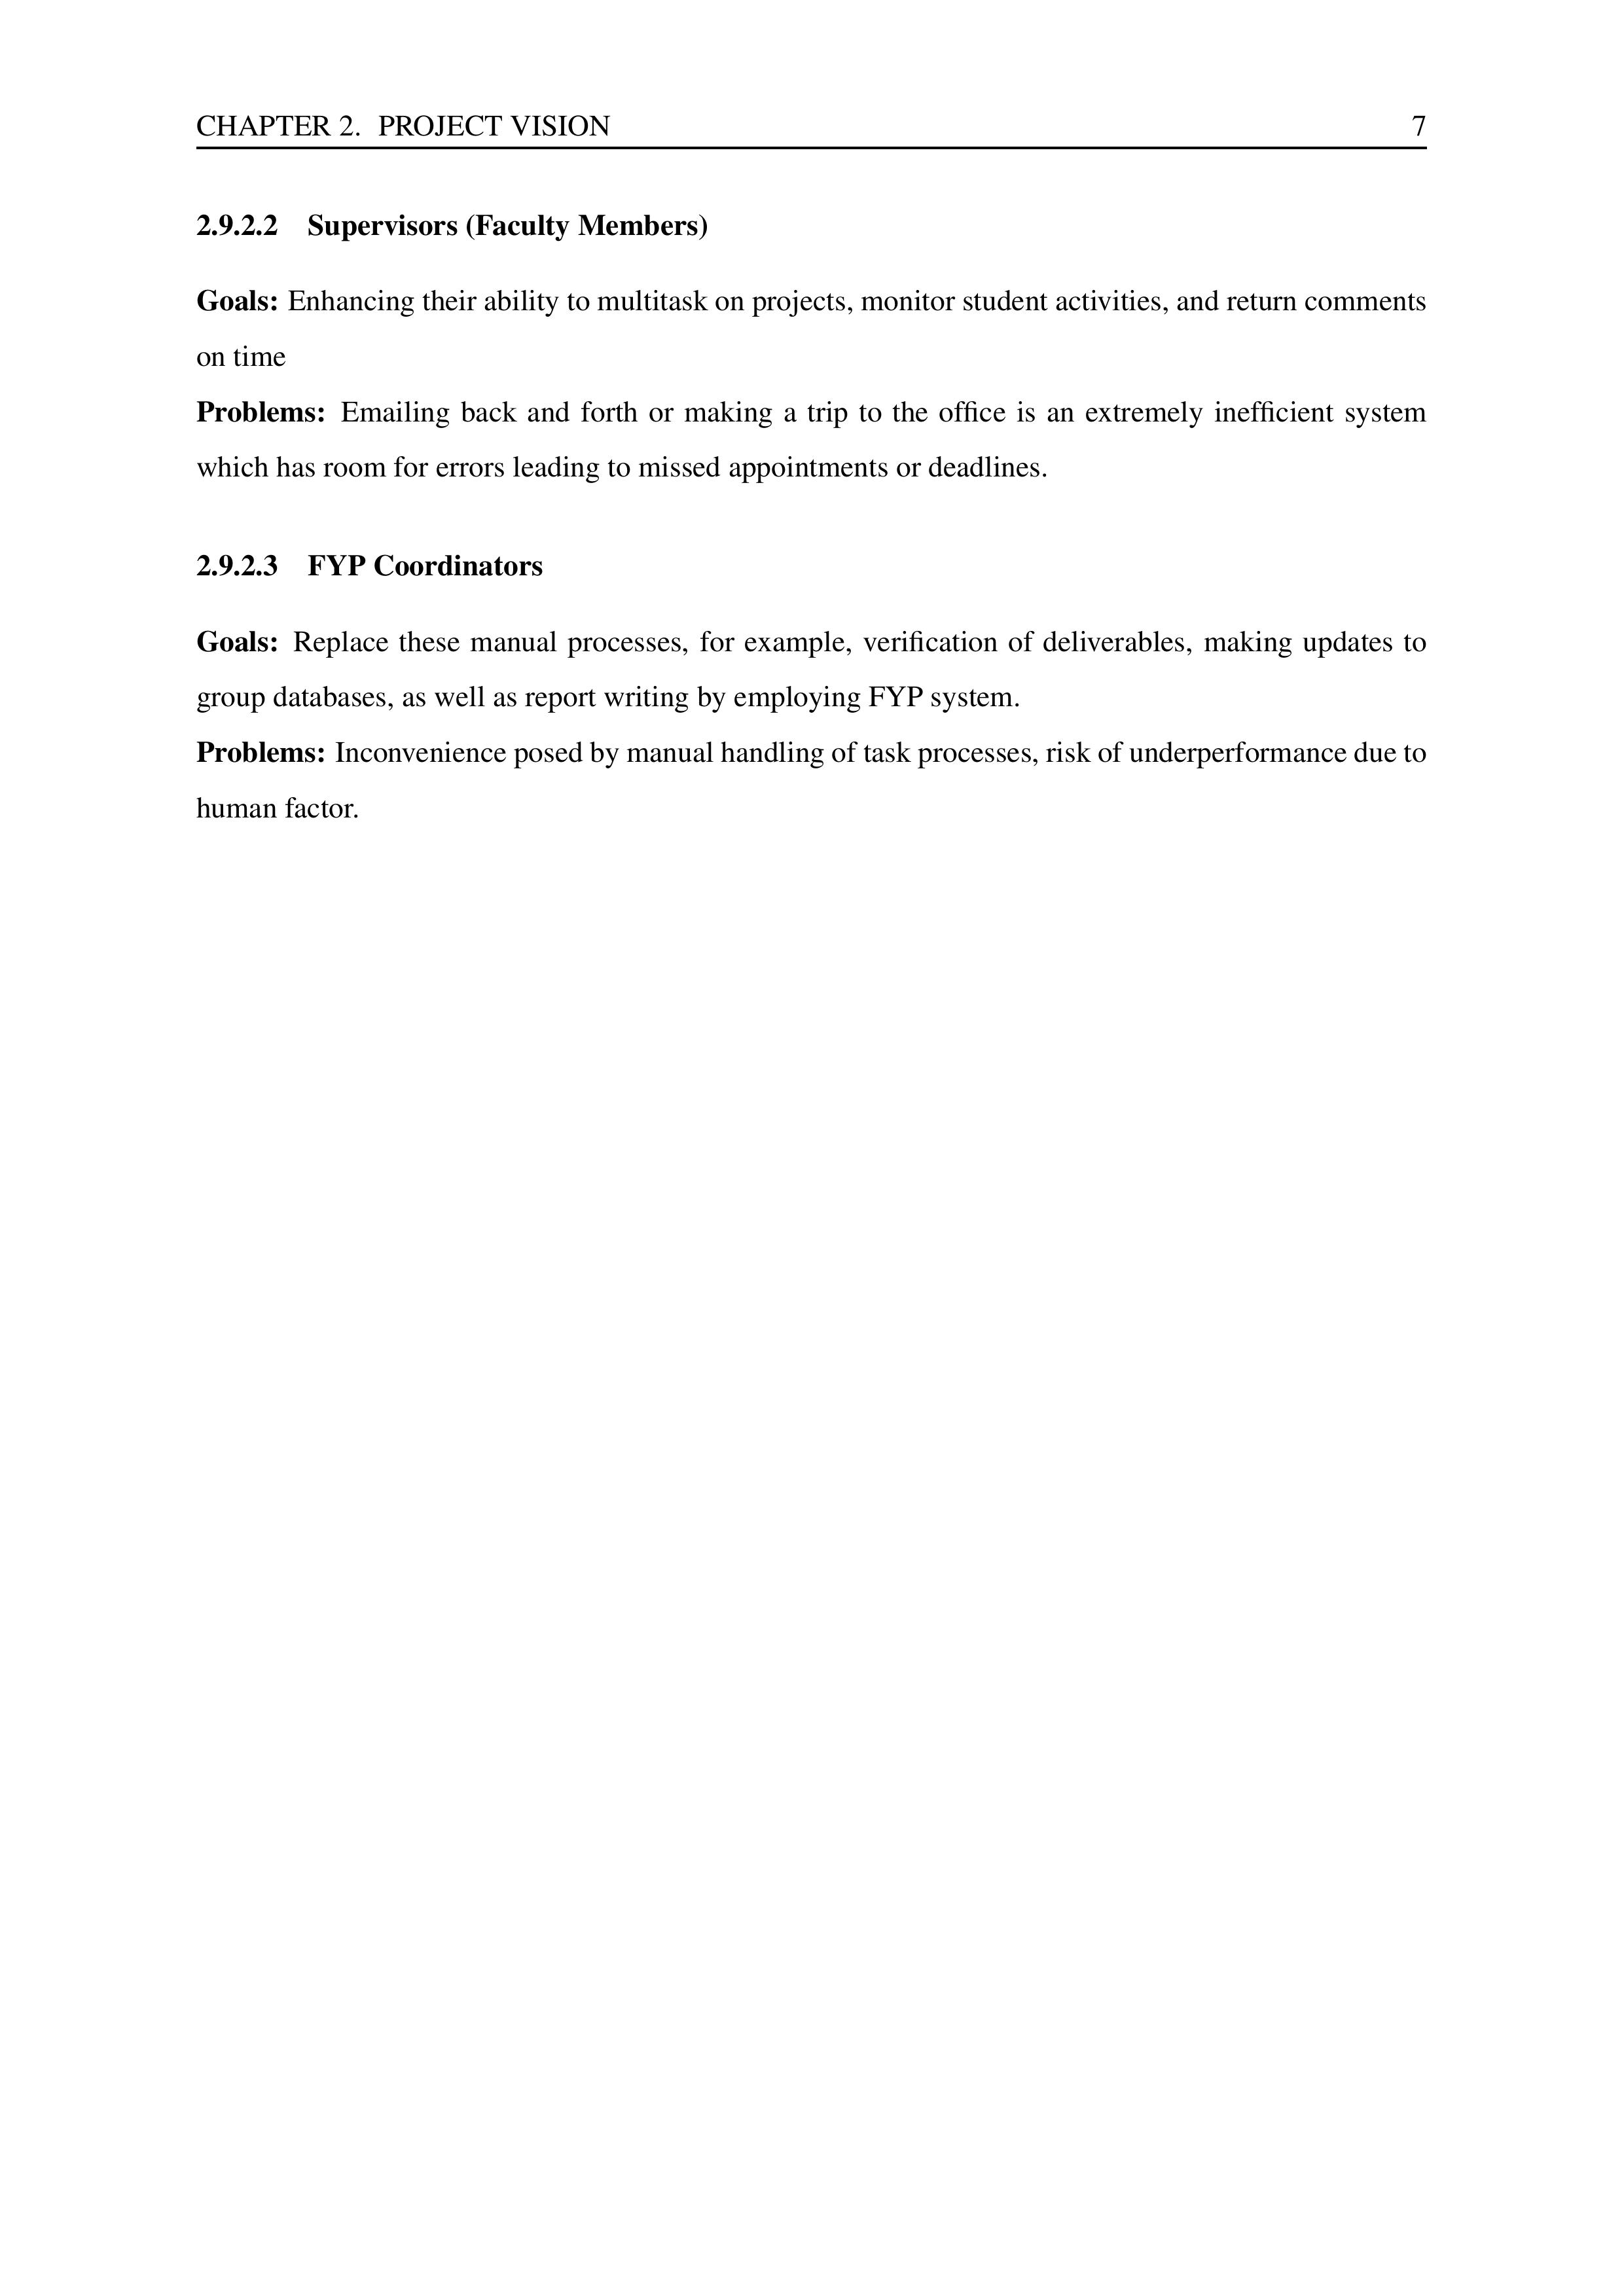 CHAPTER 2. PROJECT VISION 7
2.9.2.2 Supervisors (Faculty Members)
Goals: Enhancing their ability to multitask on projects, monitor student activities, and return comments
on time
Problems: Emailing back and forth or making a trip to the office is an extremely inefficient system
which has room for errors leading to missed appointments or deadlines.
2.9.2.3 FYP Coordinators
Goals: Replace these manual processes, for example, verification of deliverables, making updates to
group databases, as well as report writing by employing FYP system.
Problems: Inconvenience posed by manual handling of task processes, risk of underperformance due to
human factor.